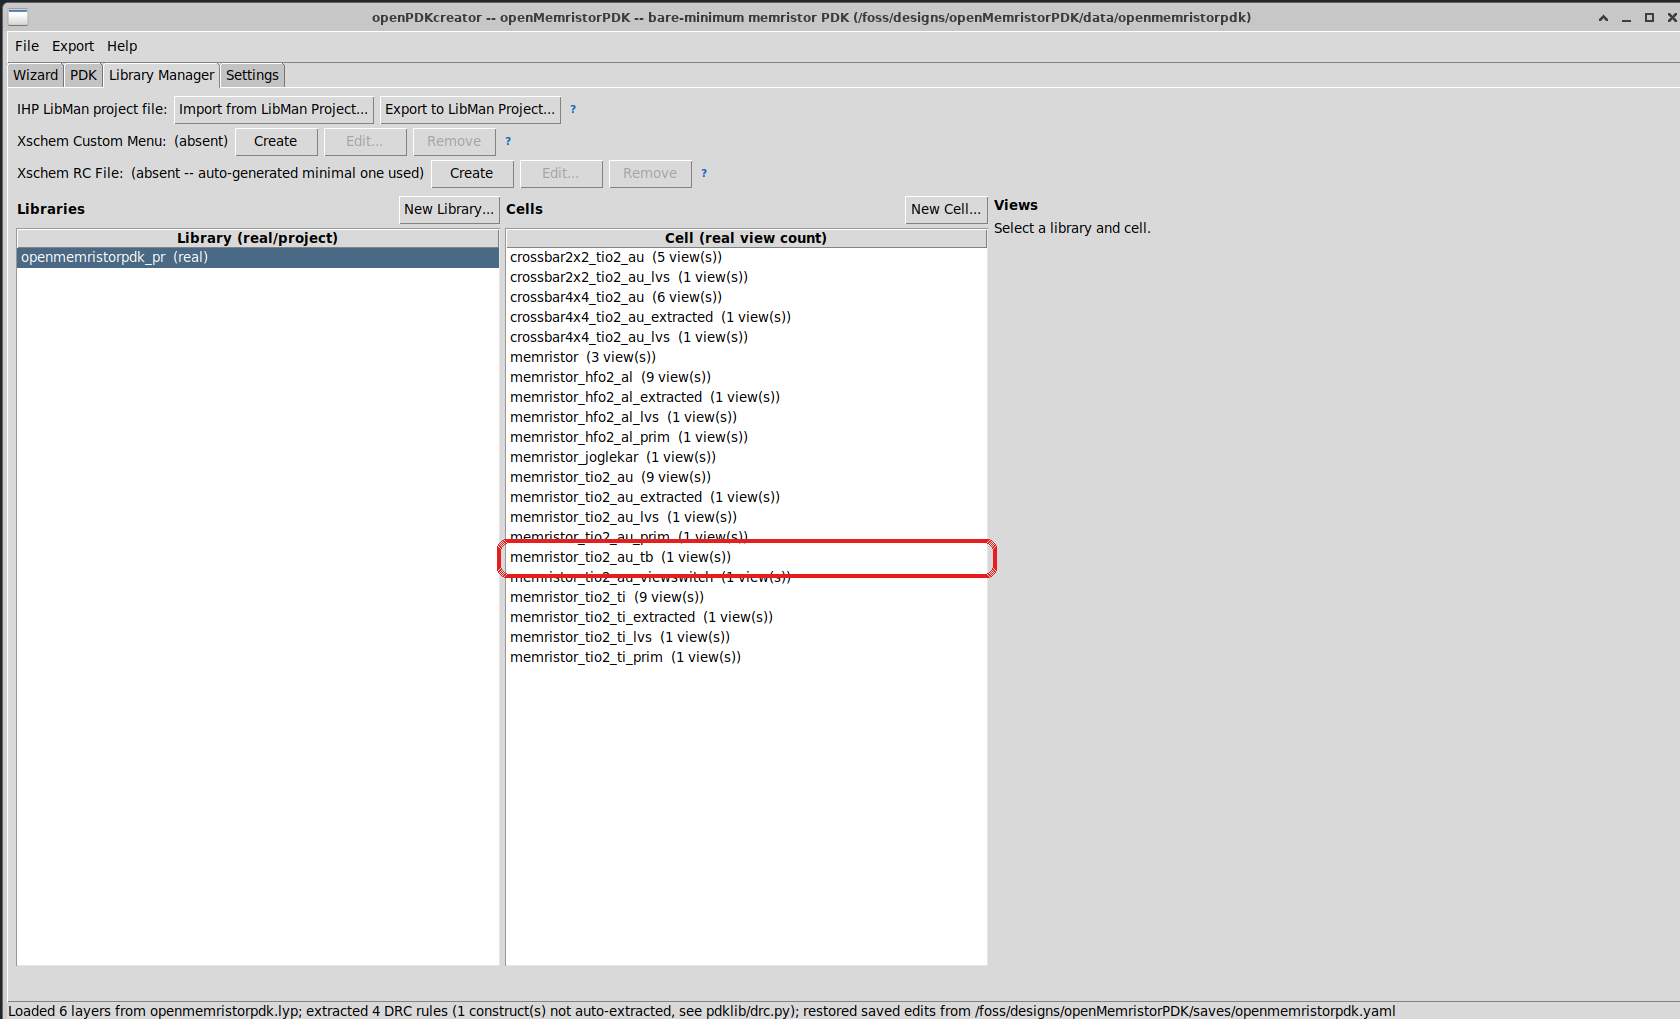 openPDKcreator -- openMemristorPDK -- bare-minimum memristor PDK (/foss/designs/openMemristorPDK/data/openmemristorpdk)
File Export Help
Wizard PDK Library Manager Settings
IHP LibMan project file: Import from LibMan Project... Export to LibMan Project... ?
Xschem Custom Menu: (absent) Create Edit... Remove ?
Xschem RC File: (absent -- auto-generated minimal one used) Create Edit... Remove ?
Libraries New Library... Cells New Cell... Views
Select a library and cell.
Library (real/project)
openmemristorpdk_pr (real)
Cell (real view count)
crossbar2x2_tio2_au (5 view(s))
crossbar2x2_tio2_au_lvs (1 view(s))
crossbar4x4_tio2_au (6 view(s))
crossbar4x4_tio2_au_extracted (1 view(s))
crossbar4x4_tio2_au_lvs (1 view(s))
memristor (3 view(s))
memristor_hfo2_al (9 view(s))
memristor_hfo2_al_extracted (1 view(s))
memristor_hfo2_al_lvs (1 view(s))
memristor_hfo2_al_prim (1 view(s))
memristor_joglekar (1 view(s))
memristor_tio2_au (9 view(s))
memristor_tio2_au_extracted (1 view(s))
memristor_tio2_au_lvs (1 view(s))
memristor_tio2_au_prim (1 view(s))
memristor_tio2_au_tb (1 view(s))
memristor_tio2_au_viewswitch (1 view(s))
memristor_tio2_ti (9 view(s))
memristor_tio2_ti_extracted (1 view(s))
memristor_tio2_ti_lvs (1 view(s))
memristor_tio2_ti_prim (1 view(s))
Loaded 6 layers from openmemristorpdk.lyp; extracted 4 DRC rules (1 construct(s) not auto-extracted, see pdklib/drc.py); restored saved edits from /foss/designs/openMemristorPDK/saves/openmemristorpdk.yaml